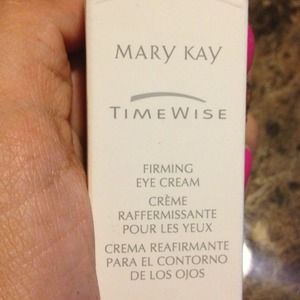 MARY KAY
TIMEWISE
FIRMING
EYE CREAM
CRÈME
RAFFERMISSANTE
POUR LES YEUX
CREMA REAFIRMANTE
PARA EL CONTORNO
DE LOS OJOS